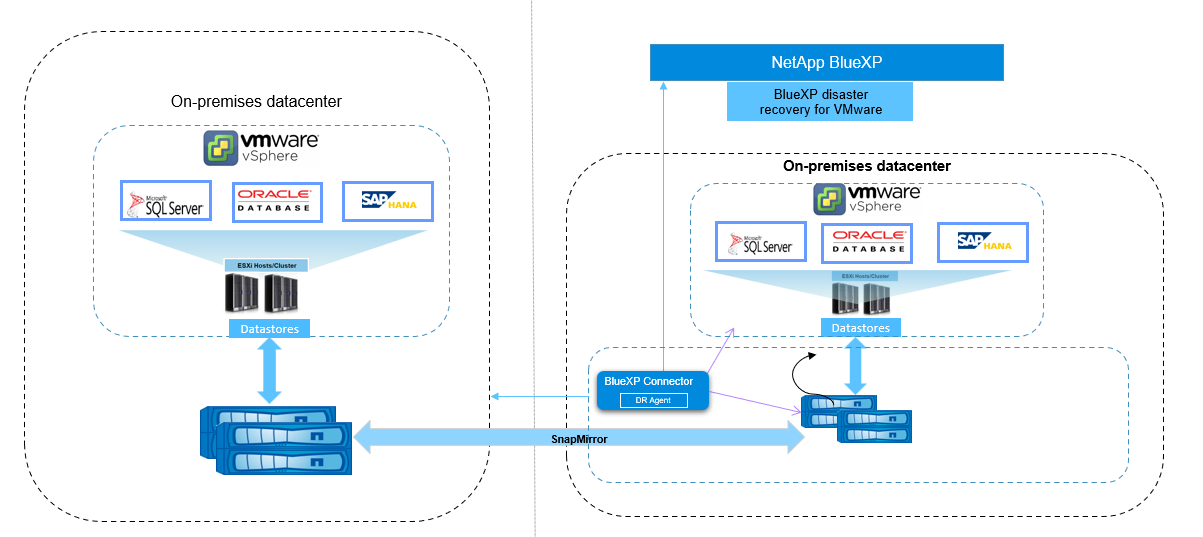 On-premises datacenter
vmware
vSphere
Microsoft
SQL Server
ORACLE
DATABASE
SAP HANA
ESXi Hosts/Cluster
Datastores
NetApp BlueXP
BlueXP disaster
recovery for VMware
On-premises datacenter
vmware
vSphere
Microsoft
SQL Server
ORACLE
DATABASE
SAP HANA
ESXi Hosts/Cluster
Datastores
BlueXP Connector
DR Agent
SnapMirror